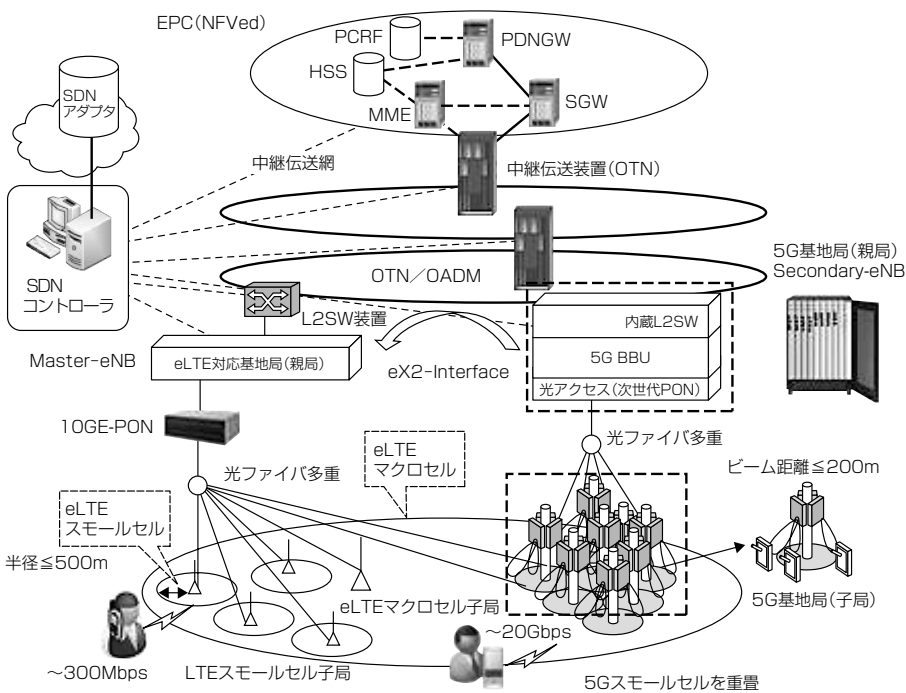 EPC(NFVed)
PCRF
PDNGW
HSS
MME
SGW
SDN
アダプタ
中継伝送網
中継伝送装置(OTN)
SDN
コントローラ
OTN/OADM
5G基地局(親局)
Secondary-eNB
L2SW装置
内蔵L2SW
Master-eNB
eLTE対応基地局(親局)
eX2-Interface
5G BBU
光アクセス(次世代PON)
10GE-PON
光ファイバ多重
eLTE
マクロセル
光ファイバ多重
ビーム距離≦200m
eLTE
スモールセル
半径≦500m
eLTEマクロセル子局
5G基地局(子局)
~300Mbps
LTEスモールセル子局
~20Gbps
5Gスモールセルを重畳